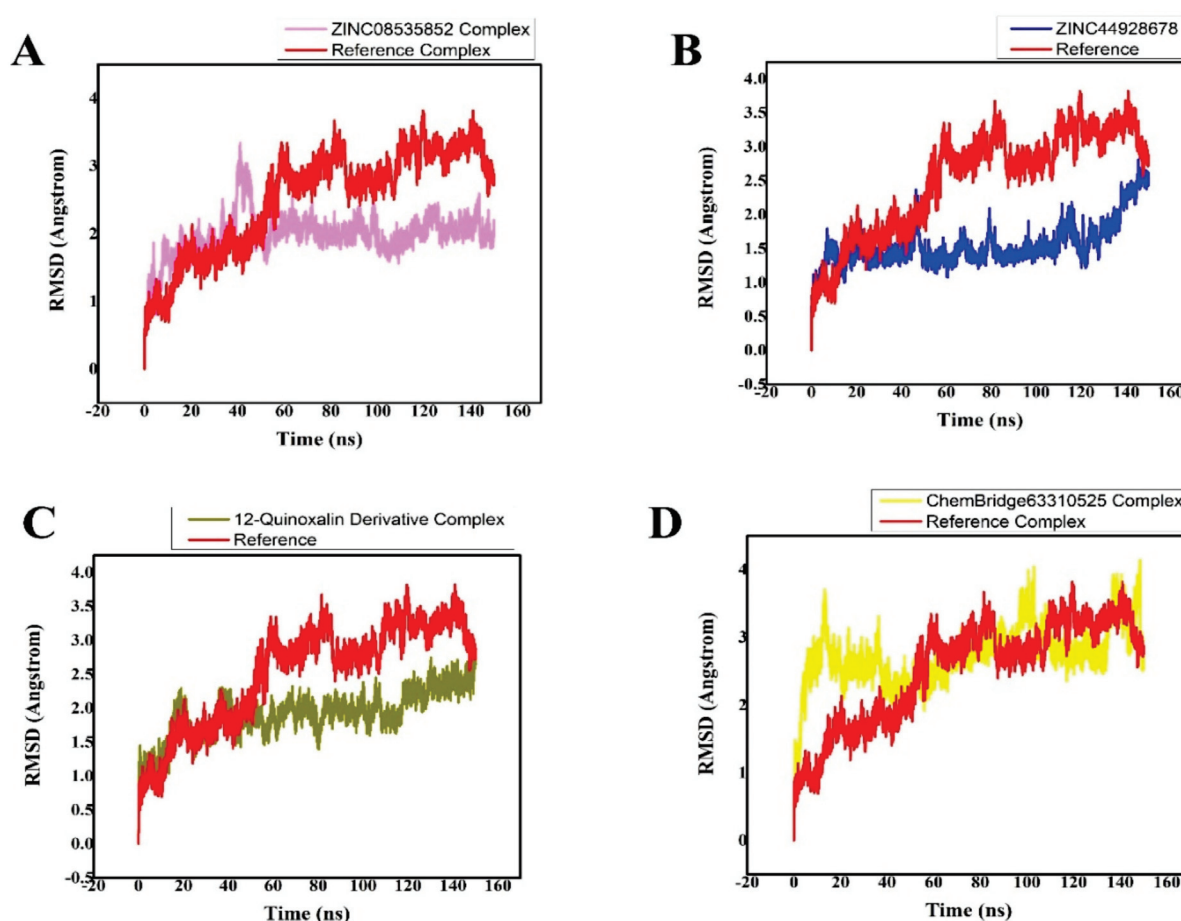 A
ZINC08535852 Complex
Reference Complex
RMSD (Angstrom)
4
3
2
1
0
-20 0 20 40 60 80 100 120 140 160
Time (ns)
B
ZINC44928678
Reference
RMSD (Angstrom)
4.0
3.5
3.0
2.5
2.0
1.5
1.0
0.5
0.0
-0.5
-20 0 20 40 60 80 100 120 140 160
Time (ns)
C
12-Quinoxalin Derivative Complex
Reference
RMSD (Angstrom)
4.0
3.5
3.0
2.5
2.0
1.5
1.0
0.5
0.0
-0.5
-20 0 20 40 60 80 100 120 140 160
Time (ns)
D
ChemBridge63310525 Complex
Reference Complex
RMSD (Angstrom)
4
3
2
1
0
-20 0 20 40 60 80 100 120 140 160
Time (ns)